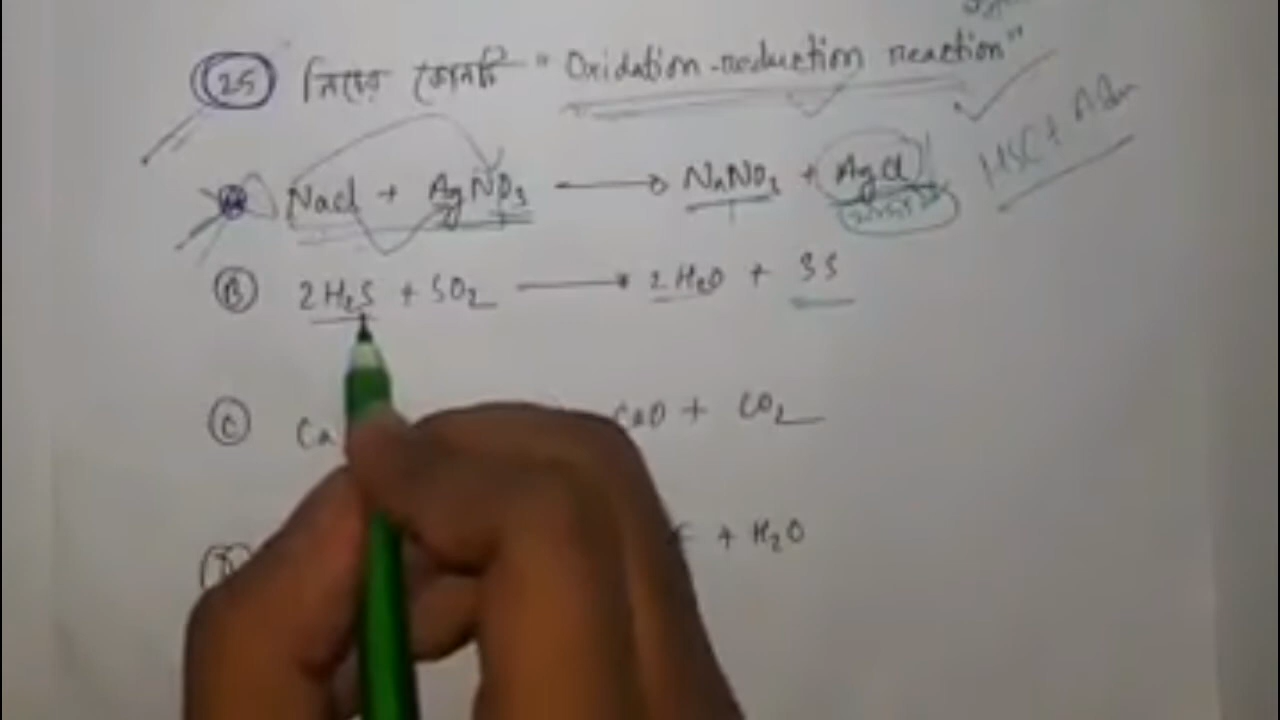 25 নিচের কোনটি "Oxidation-reduction reaction"
HSC + Adm
NaCl + AgNO3 → NaNO3 + AgCl
B 2H2S + SO2 → 2H2O + 3S
C Ca CaO + CO2
+ H2O